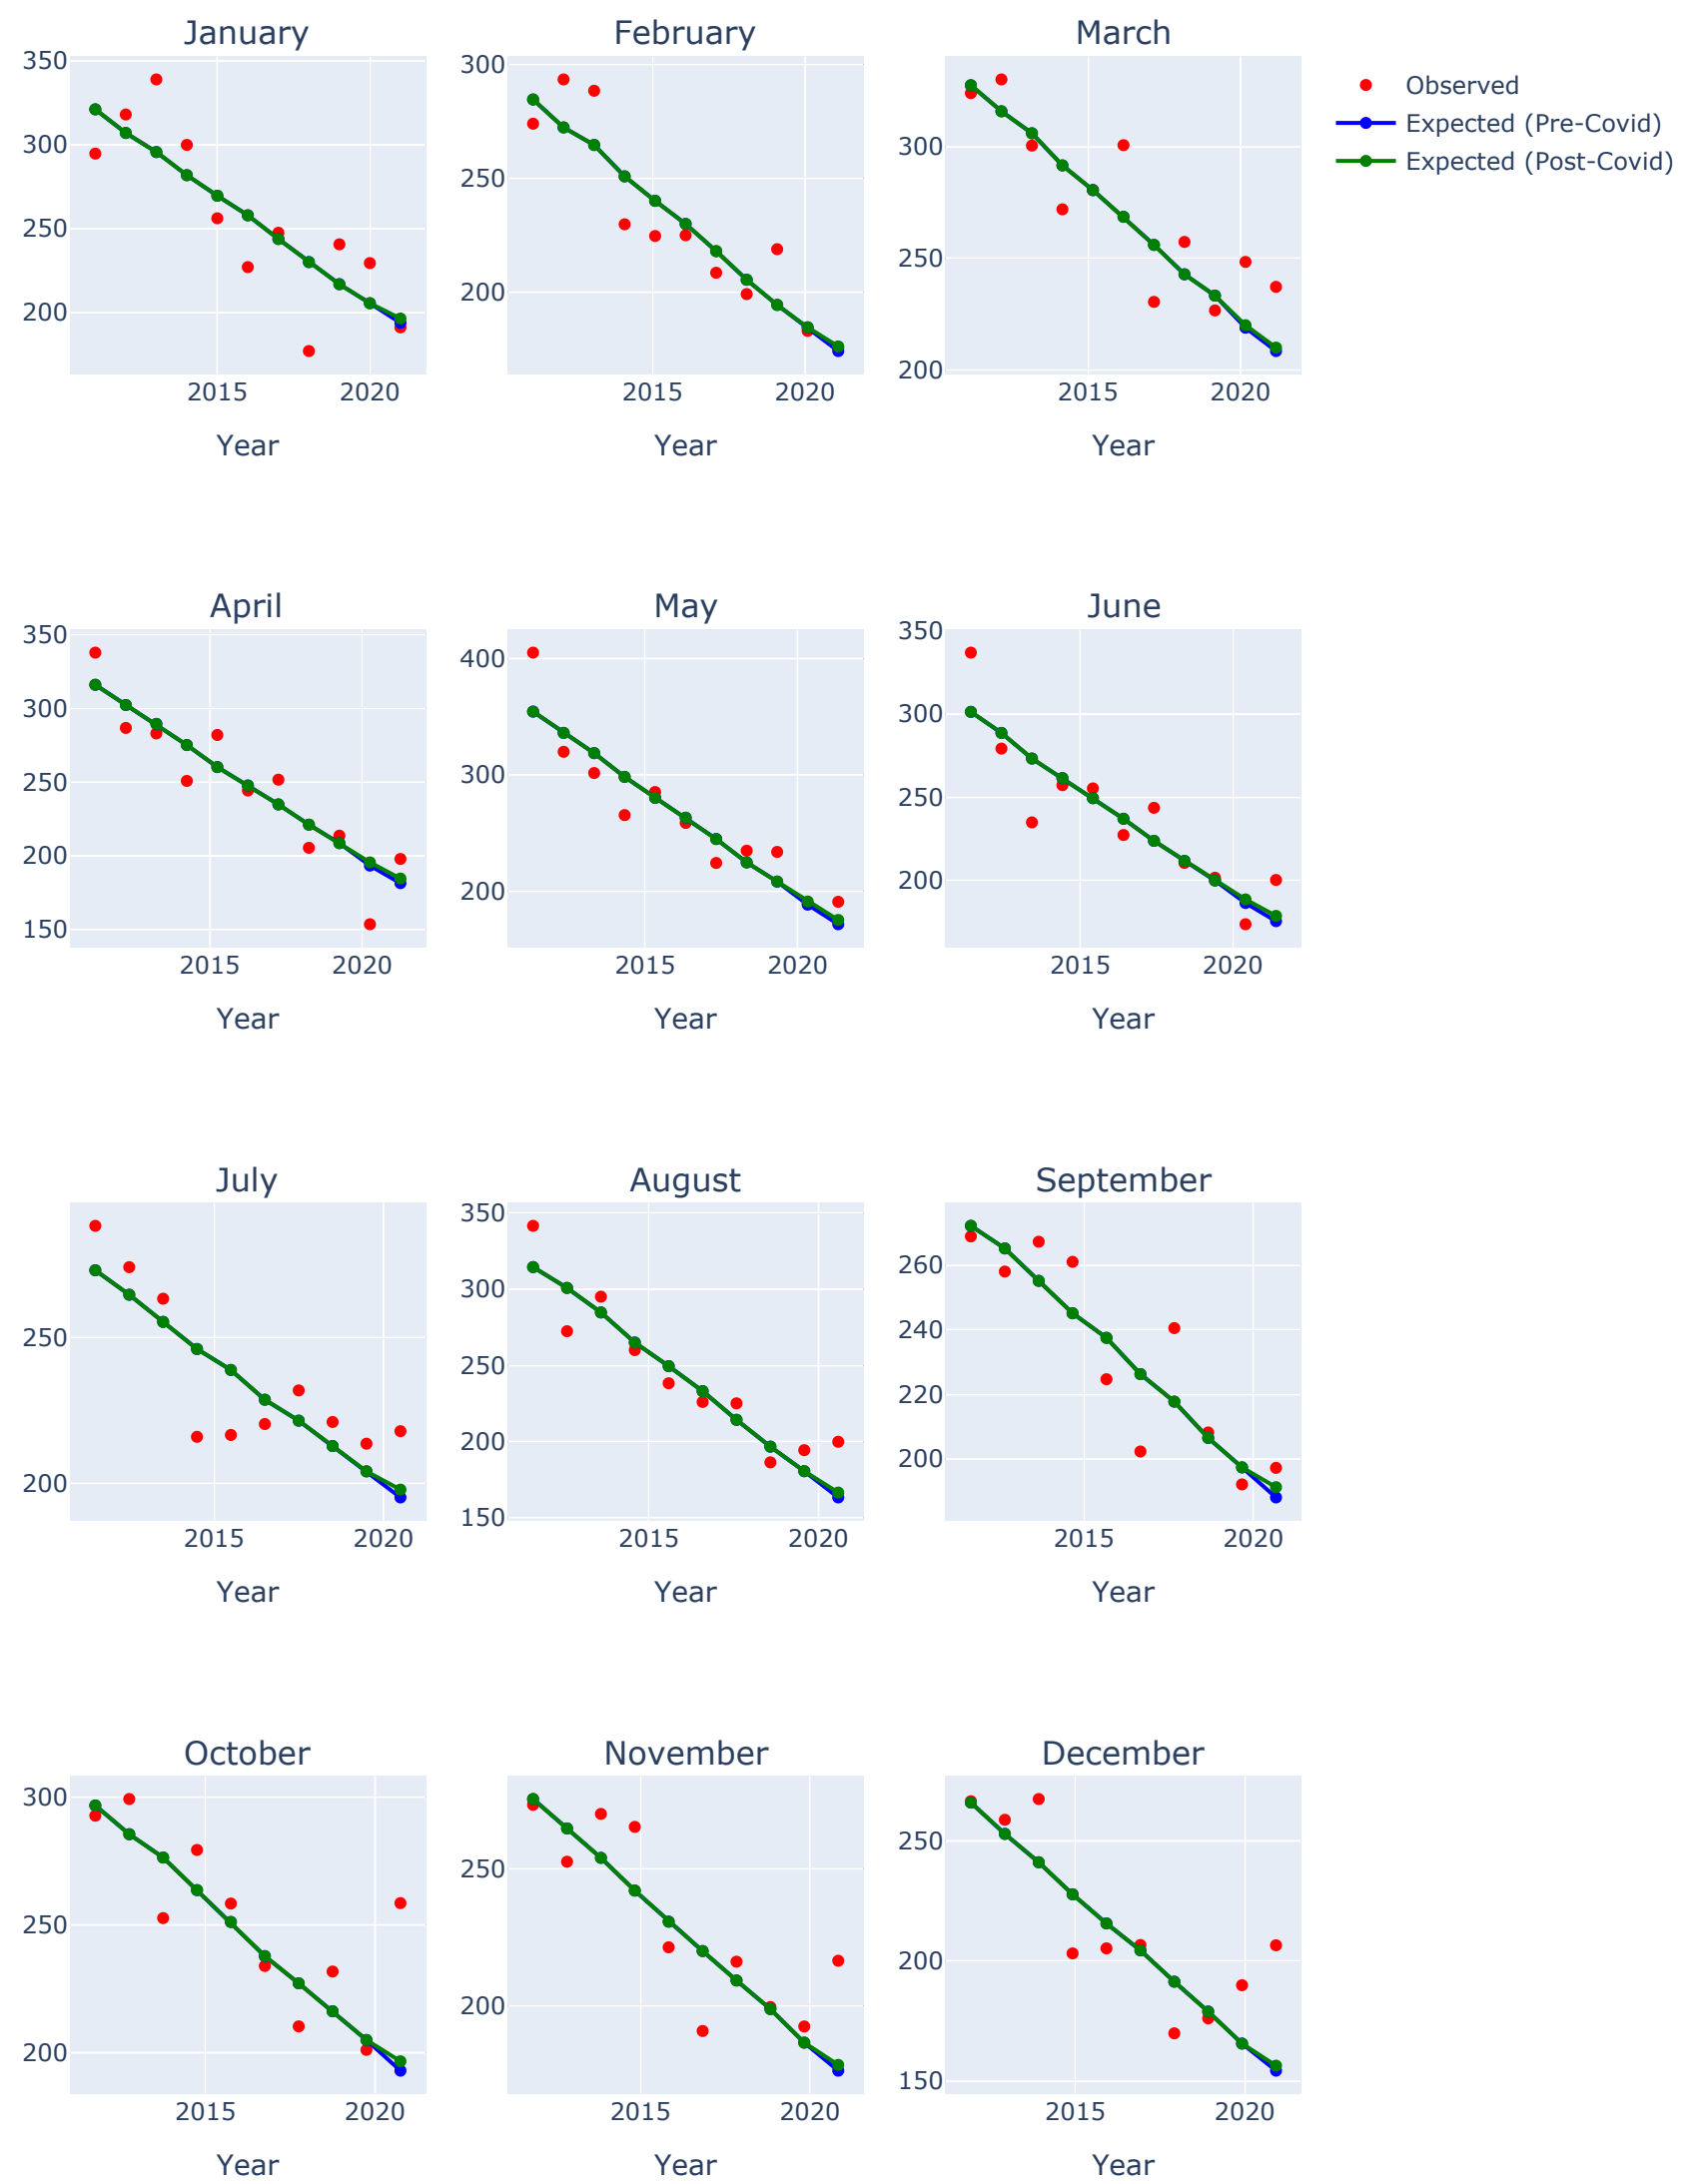 January
February
March
350
300
250
200
2015
2020
Year
300
250
200
2015
2020
Year
300
250
200
2015
2020
Year
Observed
Expected (Pre-Covid)
Expected (Post-Covid)
April
May
June
350
300
250
200
150
2015
2020
Year
400
300
200
2015
2020
Year
350
300
250
200
2015
2020
Year
July
August
September
250
200
2015
2020
Year
350
300
250
200
150
2015
2020
Year
260
240
220
200
2015
2020
Year
October
November
December
300
250
200
2015
2020
Year
250
200
2015
2020
Year
250
200
150
2015
2020
Year